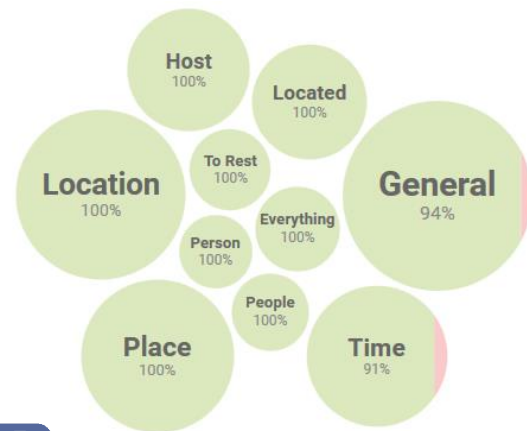 Host
100%
Located
100%
To Rest
100%
Location
100%
General
94%
Everything
100%
Person
100%
People
100%
Place
100%
Time
91%